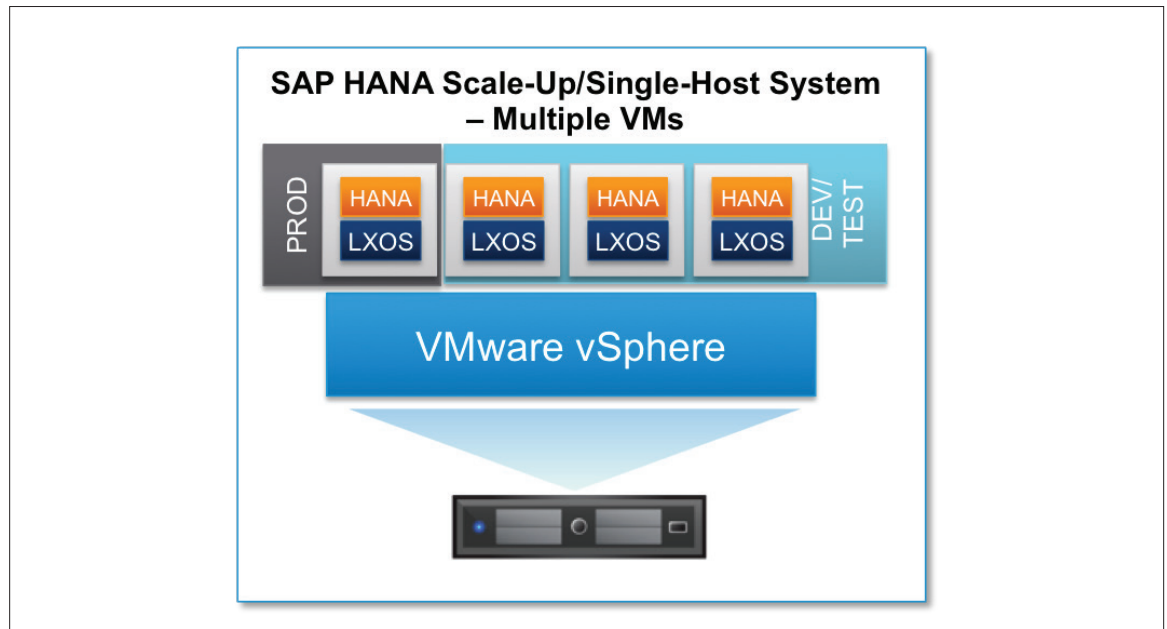 SAP HANA Scale-Up/Single-Host System
– Multiple VMs
PROD
HANA
LXOS
HANA
LXOS
HANA
LXOS
HANA
LXOS
DEV/
TEST
VMware vSphere